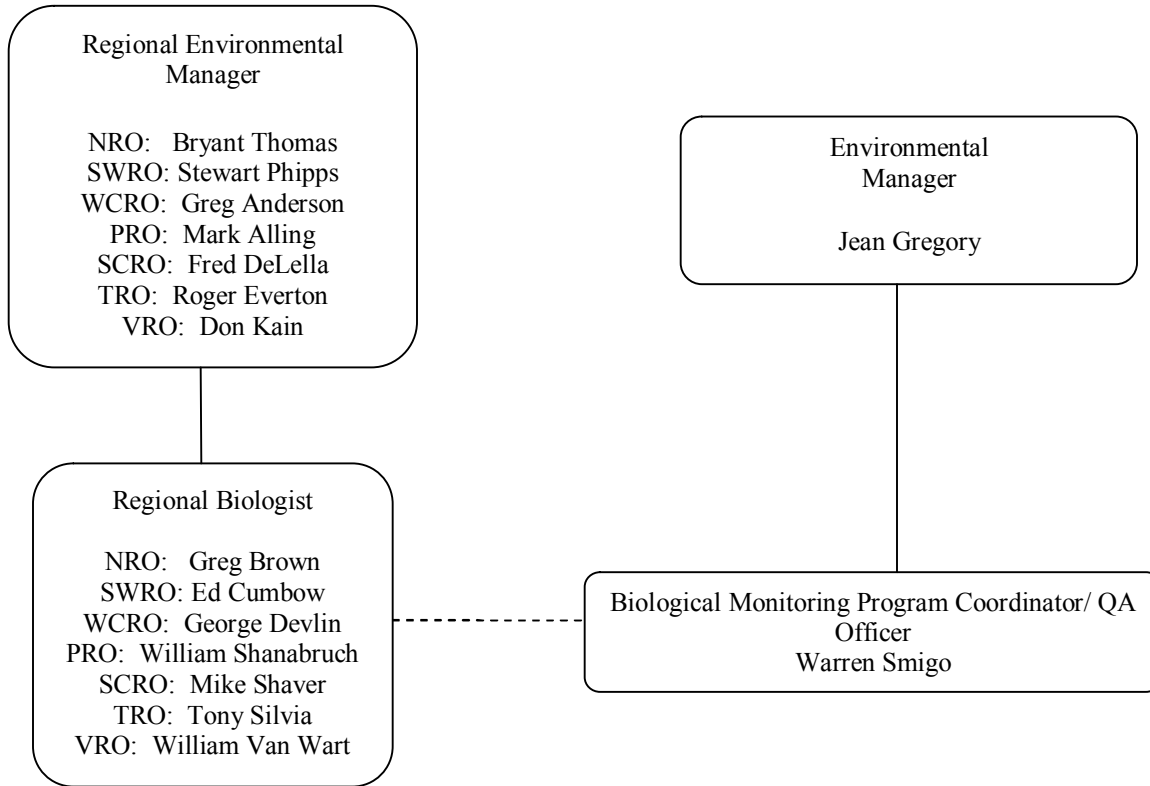 Regional Environmental
Manager
NRO: Bryant Thomas
SWRO: Stewart Phipps
WCRO: Greg Anderson
PRO: Mark Alling
SCRO: Fred DeLella
TRO: Roger Everton
VRO: Don Kain
Environmental
Manager
Jean Gregory
Regional Biologist
NRO: Greg Brown
SWRO: Ed Cumbow
WCRO: George Devlin
PRO: William Shanabruch
SCRO: Mike Shaver
TRO: Tony Silvia
VRO: William Van Wart
Biological Monitoring Program Coordinator/ QA
Officer
Warren Smigo